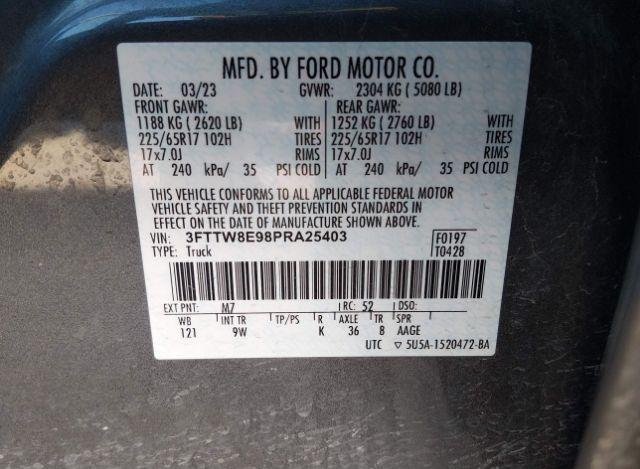 MFD. BY FORD MOTOR CO.
DATE: 03/23 GVWR: 2304 KG ( 5080 LB)
FRONT GAWR: REAR GAWR:
1188 KG ( 2620 LB) WITH 1252 KG ( 2760 LB) WITH
225/65R17 102H TIRES 225/65R17 102H TIRES
17x7.0J RIMS 17x7.0J RIMS
AT 240 kPa/ 35 PSI COLD AT 240 kPa/ 35 PSI COLD
THIS VEHICLE CONFORMS TO ALL APPLICABLE FEDERAL MOTOR
VEHICLE SAFETY AND THEFT PREVENTION STANDARDS IN
EFFECT ON THE DATE OF MANUFACTURE SHOWN ABOVE.
VIN: 3FTTW8E98PRA25403 F0197
TYPE: Truck T0428
EXT PNT: M7 RC: 52 DSO:
WB INT TR TP/PS R AXLE TR SPR
121 9W K 36 8 AAGE
UTC ▽ 5U5A-1520472-BA